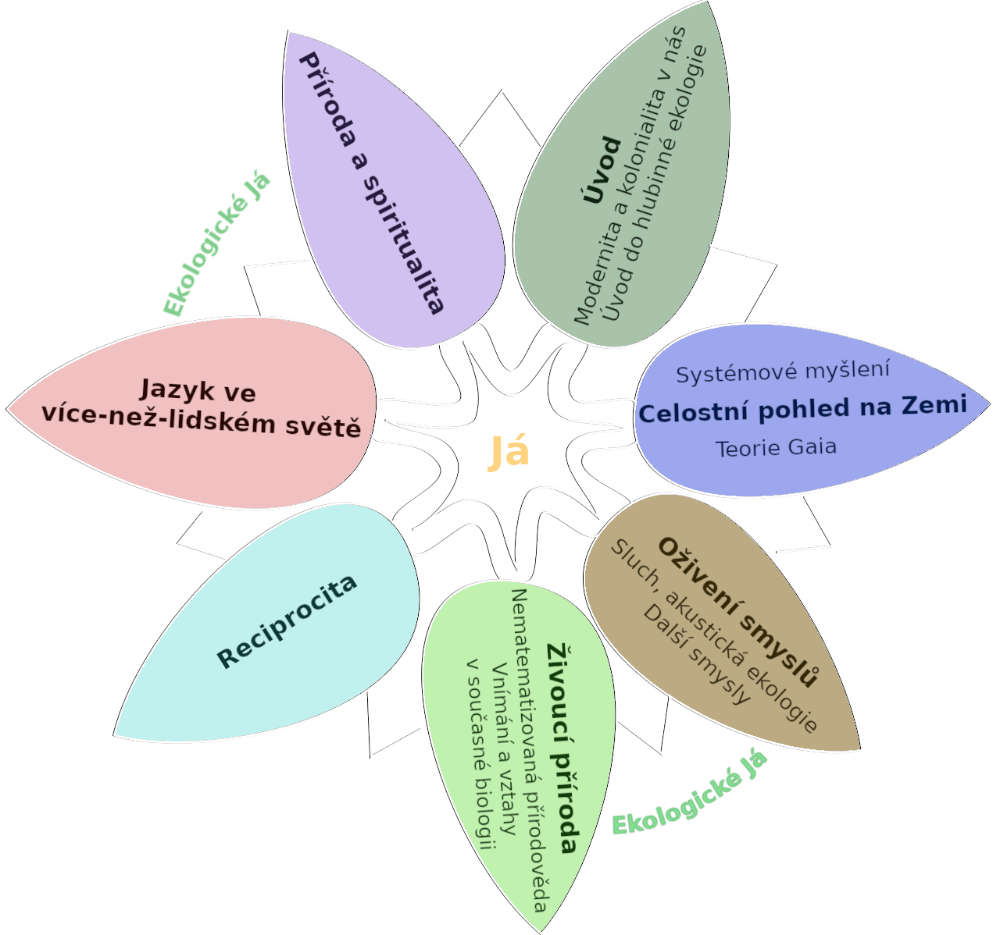 Úvod
Modernita a kolonialita v nás
Úvod do hlubinné ekologie
Systémové myšlení
Celostní pohled na Zemi
Teorie Gaia
Oživení smyslů
Sluch, akustická ekologie
Další smysly
Živoucí příroda
Nematematizovaná přírodověda
Vnímání a vztahy
v současné biologii
Reciprocita
Jazyk ve
více-než-lidském světě
Příroda a spiritualita
Já
Ekologické Já
Ekologické Já